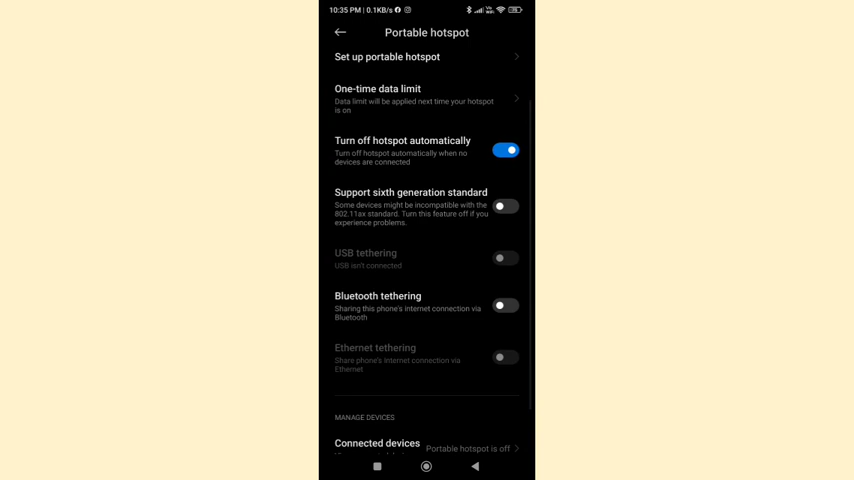 10:35 PM | 0.1KB/s
Portable hotspot
Set up portable hotspot
One-time data limit
Data limit will be applied next time your hotspot
is on
Turn off hotspot automatically
Turn off hotspot automatically when no
devices are connected
Support sixth generation standard
Some devices might be incompatible with the
802.11ax standard. Turn this feature off if you
experience problems.
USB tethering
USB isn't connected
Bluetooth tethering
Sharing this phone's internet connection via
Bluetooth
Ethernet tethering
Share phone's Internet connection via
Ethernet
MANAGE DEVICES
Connected devices
Portable hotspot is off